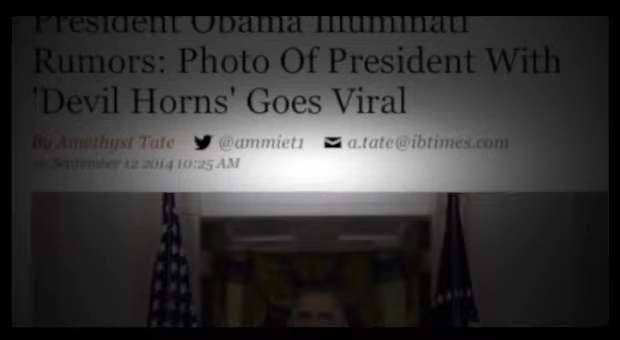 President Obama Illuminati
Rumors: Photo Of President With
'Devil Horns' Goes Viral
By Amethyst Tate @ammiet1 a.tate@ibtimes.com
on September 12 2014 10:25 AM